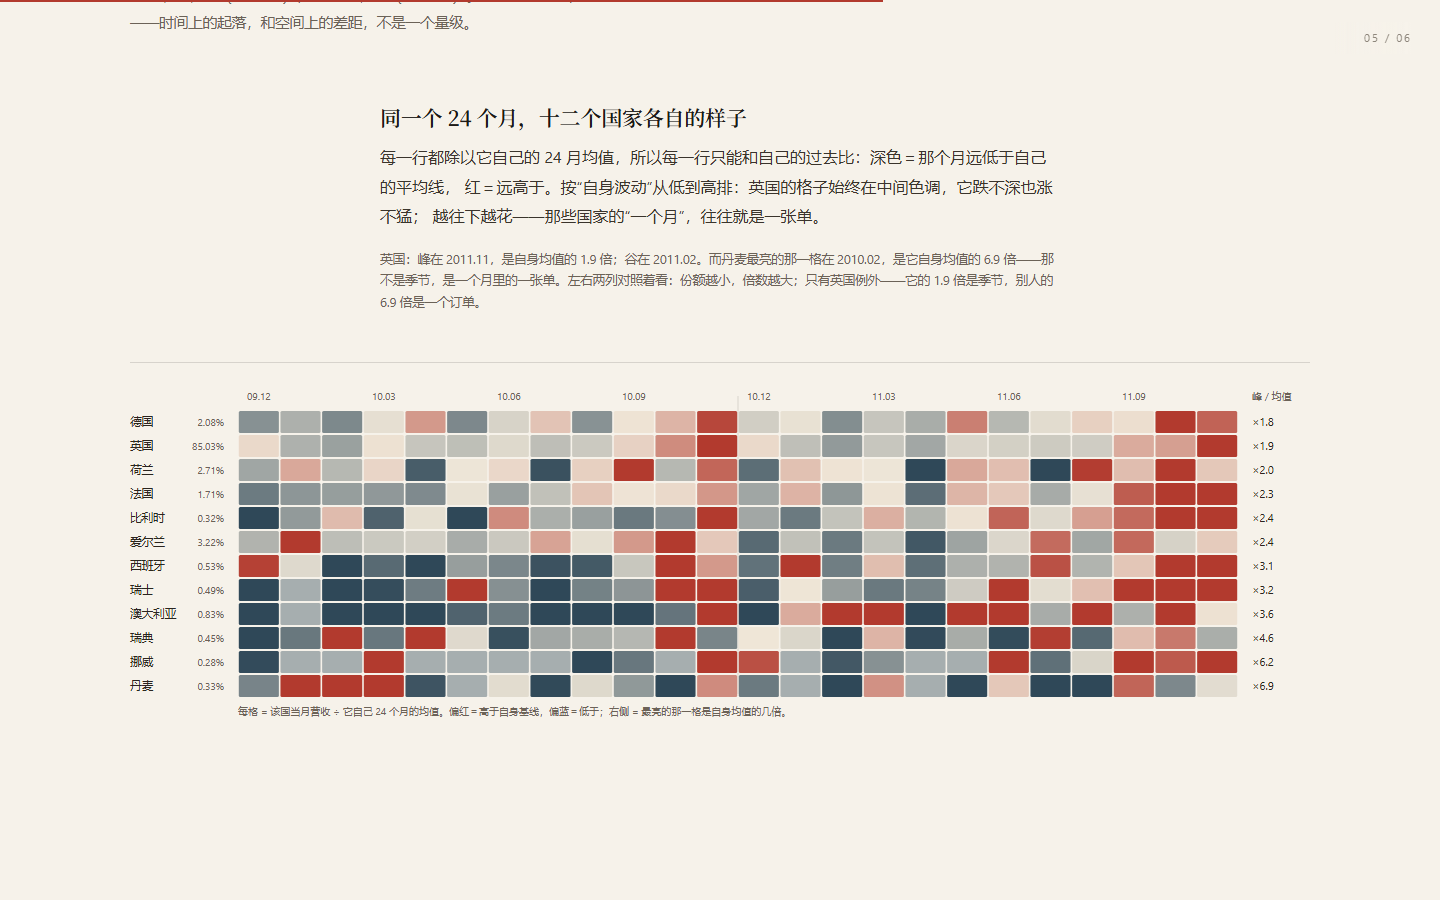 ——时间上的起落，和空间上的差距，不是一个量级。
05 / 06
同一个 24 个月，十二个国家各自的样子
每一行都除以它自己的 24 月均值，所以每一行只能和自己的过去比：深色 = 那个月远低于自己
的平均线， 红 = 远高于。按"自身波动"从低到高排：英国的格子始终在中间色调，它跌不深也涨
不猛； 越往下越花——那些国家的"一个月"，往往就是一张单。
英国：峰在 2011.11，是自身均值的 1.9 倍；谷在 2011.02。而丹麦最亮的那一格在 2010.02，是它自身均值的 6.9 倍——那
不是季节，是一个月里的一张单。左右两列对照着看：份额越小，倍数越大；只有英国例外——它的 1.9 倍是季节，别人的
6.9 倍是一个订单。
09.12 10.03 10.06 10.09 10.12 11.03 11.06 11.09 峰 / 均值
德国 2.08% ×1.8
英国 85.03% ×1.9
荷兰 2.71% ×2.0
法国 1.71% ×2.3
比利时 0.32% ×2.4
爱尔兰 3.22% ×2.4
西班牙 0.53% ×3.1
瑞士 0.49% ×3.2
澳大利亚 0.83% ×3.6
瑞典 0.45% ×4.6
挪威 0.28% ×6.2
丹麦 0.33% ×6.9
每格 = 该国当月营收 ÷ 它自己 24 个月的均值。偏红 = 高于自身基线，偏蓝 = 低于；右侧 = 最亮的那一格是自身均值的几倍。